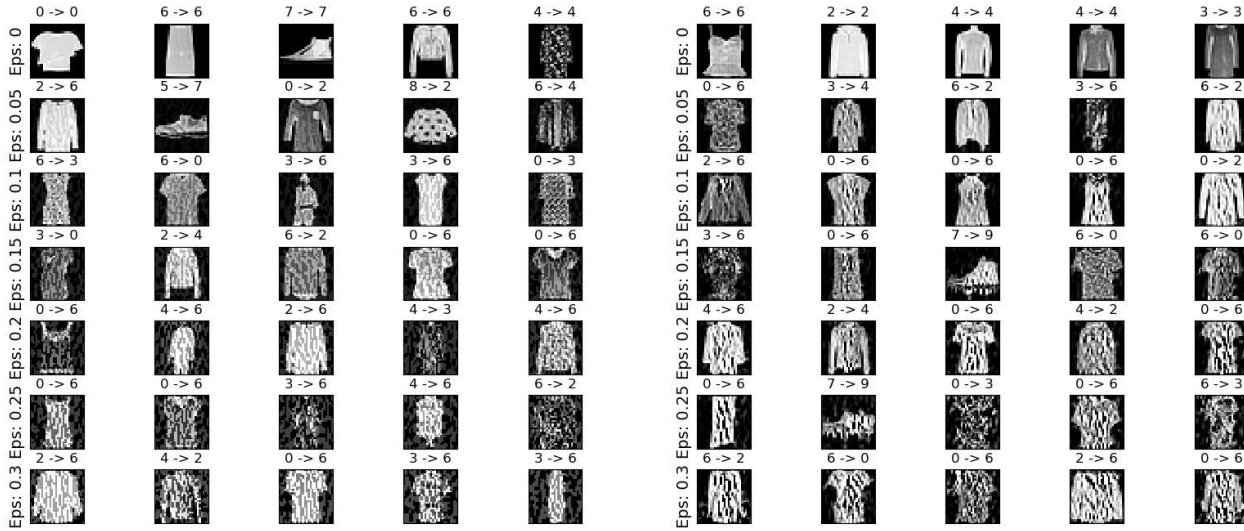 0 -> 0 6 -> 6 7 -> 7 6 -> 6 4 -> 4
Eps: 0
2 -> 6 5 -> 7 0 -> 2 8 -> 2 6 -> 4
Eps: 0.05
6 -> 3 6 -> 0 3 -> 6 3 -> 6 0 -> 3
Eps: 0.1
3 -> 0 2 -> 4 6 -> 2 0 -> 6 0 -> 6
Eps: 0.15
0 -> 6 4 -> 6 2 -> 6 4 -> 3 4 -> 6
Eps: 0.2
0 -> 6 0 -> 6 3 -> 6 4 -> 6 6 -> 2
Eps: 0.25
2 -> 6 4 -> 2 0 -> 6 3 -> 6 3 -> 6
Eps: 0.3
6 -> 6 2 -> 2 4 -> 4 4 -> 4 3 -> 3
Eps: 0
0 -> 6 3 -> 4 6 -> 2 3 -> 6 6 -> 2
Eps: 0.05
2 -> 6 0 -> 6 0 -> 6 0 -> 6 0 -> 2
Eps: 0.1
3 -> 6 0 -> 6 7 -> 9 6 -> 0 6 -> 0
Eps: 0.15
4 -> 6 2 -> 4 0 -> 6 4 -> 2 0 -> 6
Eps: 0.2
0 -> 6 7 -> 9 0 -> 3 0 -> 6 6 -> 3
Eps: 0.25
6 -> 2 6 -> 0 0 -> 6 2 -> 6 0 -> 6
Eps: 0.3